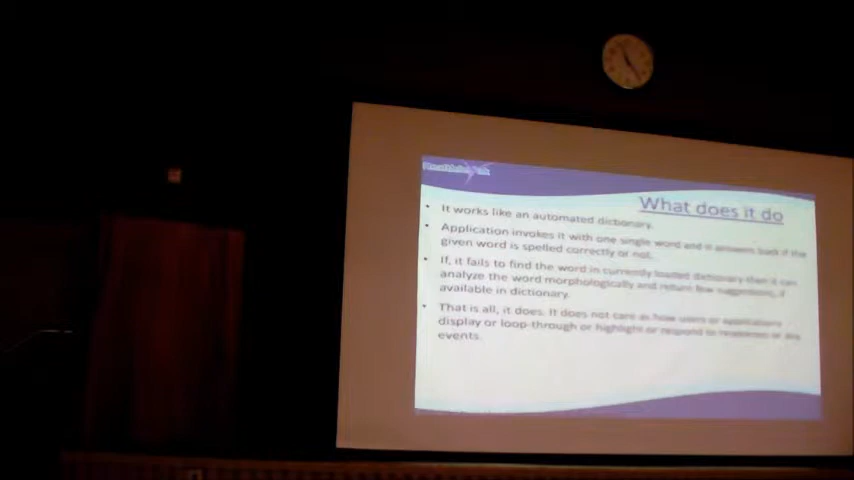 What does it do
• It works like an automated dictionary.
• Application invokes it with one single word and it answers back if the
given word is spelled correctly or not.
• If, it fails to find the word in currently loaded dictionary then it can
analyze the word morphologically and return few suggestions, if
available in dictionary.
• That is all, it does. It does not care as how users or applications
display or loop-through or highlight or respond to responses or any
events.